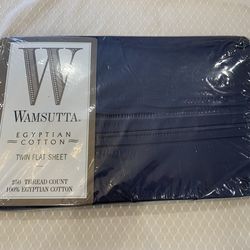 W
WAMSUTTA
EGYPTIAN
COTTON
TWIN FLAT SHEET
250 THREAD COUNT
100% EGYPTIAN COTTON